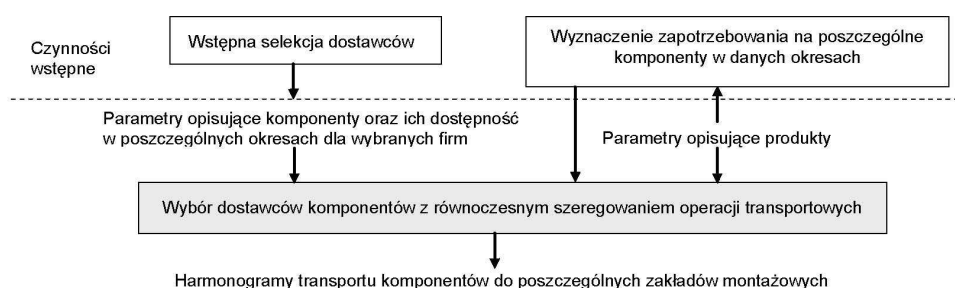 Czynności
wstępne
Wstępna selekcja dostawców
Wyznaczenie zapotrzebowania na poszczególne
komponenty w danych okresach
Parametry opisujące komponenty oraz ich dostępność
w poszczególnych okresach dla wybranych firm
Parametry opisujące produkty
Wybór dostawców komponentów z równoczesnym szeregowaniem operacji transportowych
Harmonogramy transportu komponentów do poszczególnych zakładów montażowych